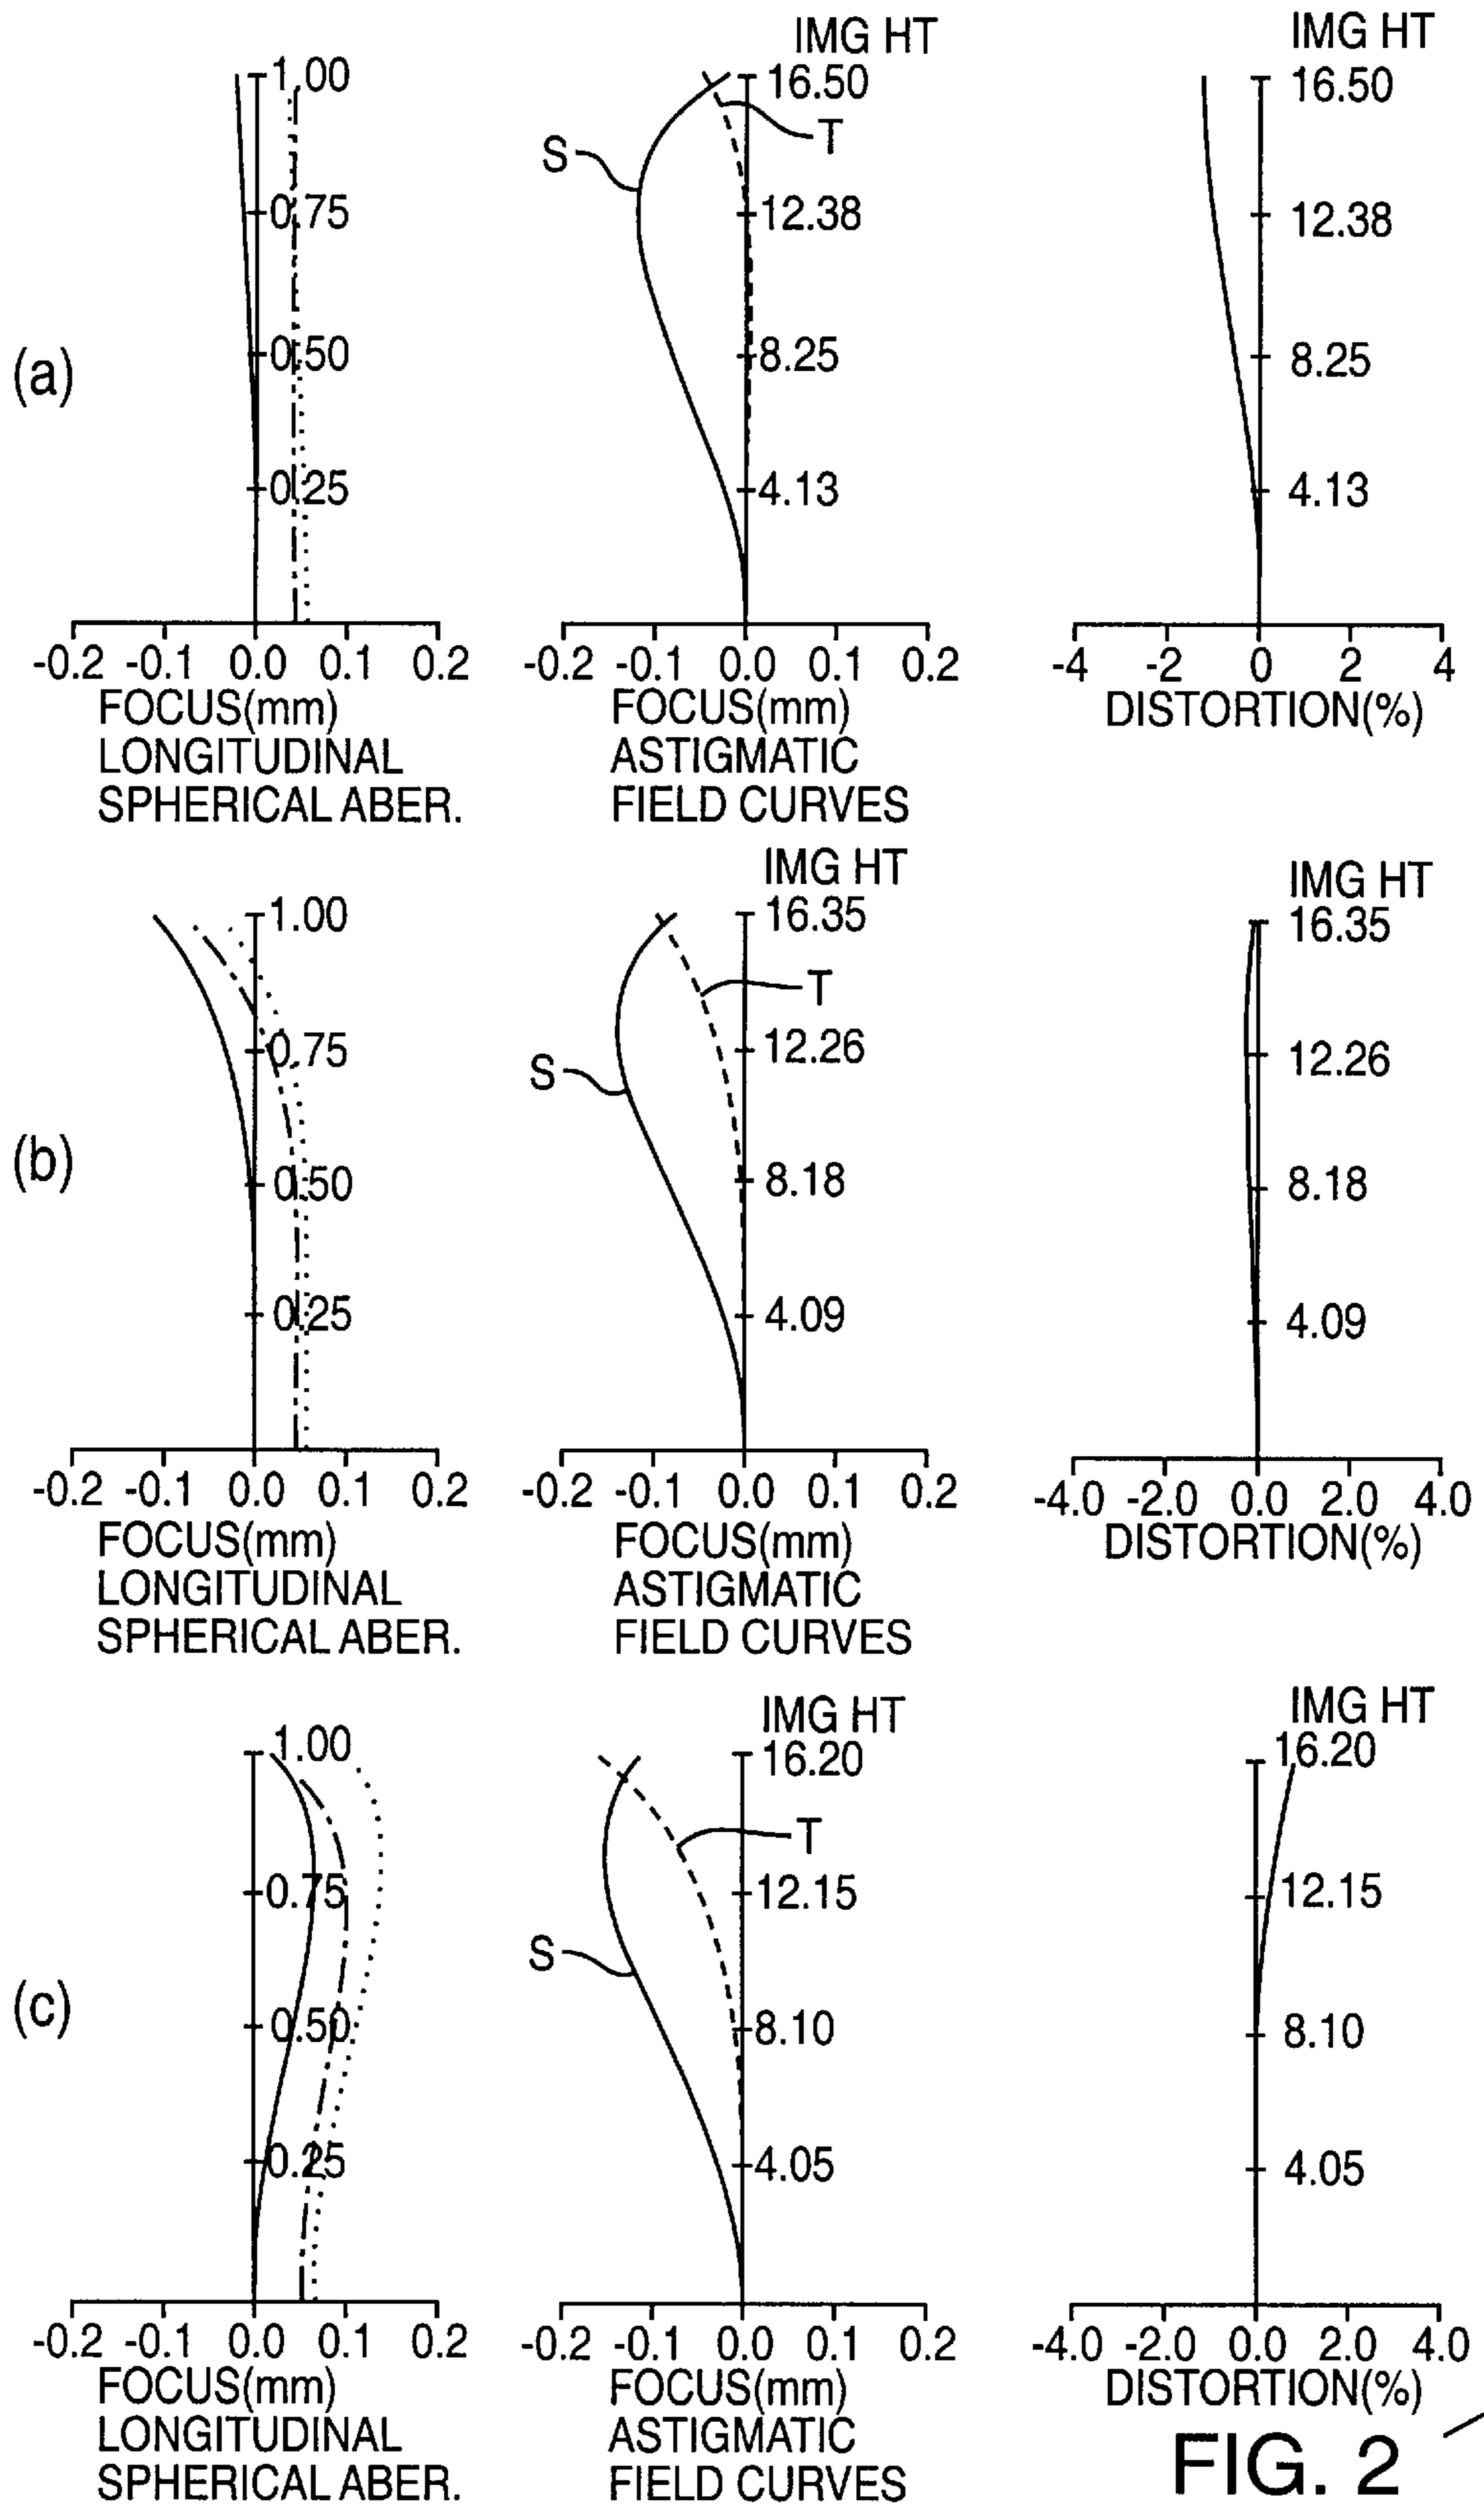 (a)
1.00
0.75
0.50
0.25
-0.2 -0.1 0.0 0.1 0.2
FOCUS(mm)
LONGITUDINAL
SPHERICAL ABER.
IMG HT
16.50
T
S
12.38
8.25
4.13
-0.2 -0.1 0.0 0.1 0.2
FOCUS(mm)
ASTIGMATIC
FIELD CURVES
IMG HT
16.50
12.38
8.25
4.13
-4 -2 0 2 4
DISTORTION(%)
(b)
1.00
0.75
0.50
0.25
-0.2 -0.1 0.0 0.1 0.2
FOCUS(mm)
LONGITUDINAL
SPHERICAL ABER.
IMG HT
16.35
T
12.26
S
8.18
4.09
-0.2 -0.1 0.0 0.1 0.2
FOCUS(mm)
ASTIGMATIC
FIELD CURVES
IMG HT
16.35
12.26
8.18
4.09
-4.0 -2.0 0.0 2.0 4.0
DISTORTION(%)
(c)
1.00
0.75
0.50
0.25
-0.2 -0.1 0.0 0.1 0.2
FOCUS(mm)
LONGITUDINAL
SPHERICAL ABER.
IMG HT
16.20
T
12.15
S
8.10
4.05
-0.2 -0.1 0.0 0.1 0.2
FOCUS(mm)
ASTIGMATIC
FIELD CURVES
IMG HT
16.20
12.15
8.10
4.05
-4.0 -2.0 0.0 2.0 4.0
DISTORTION(%)
FIG. 2